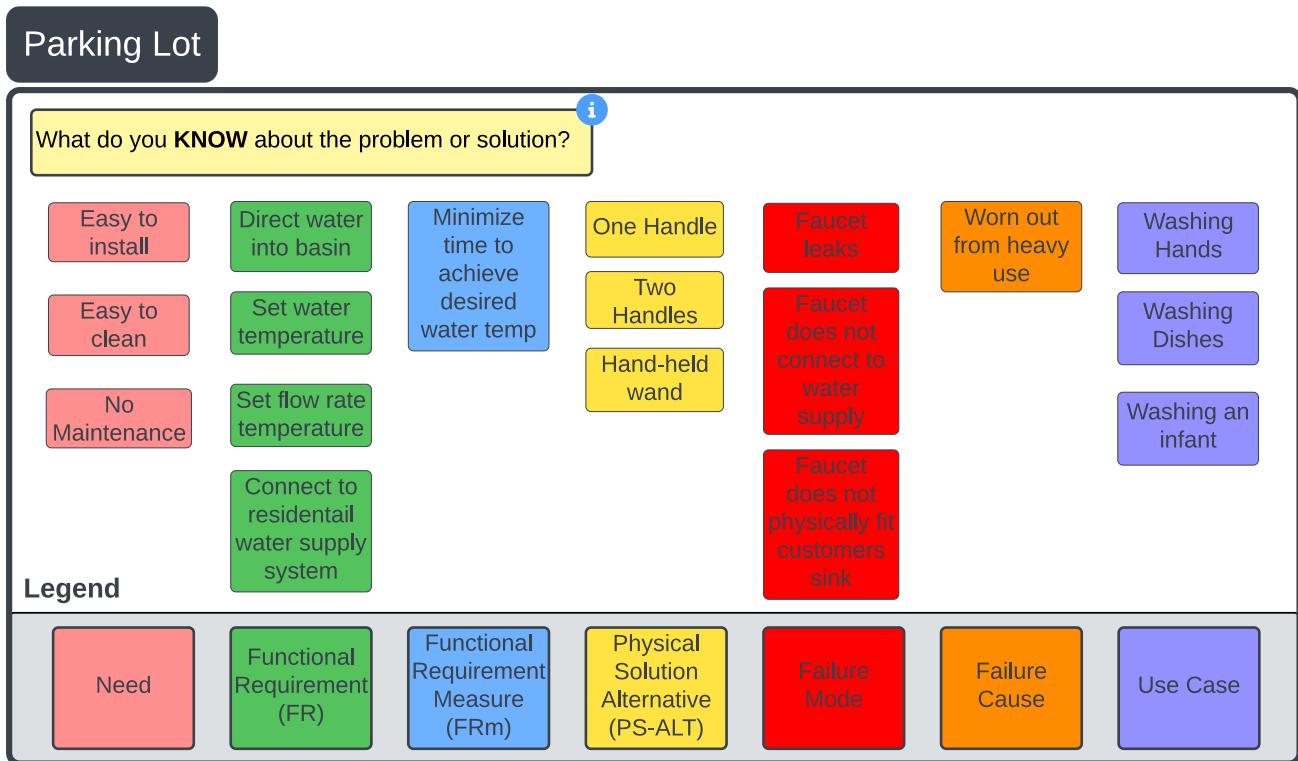 Parking Lot
i
What do you KNOW about the problem or solution?
Easy to
install
Easy to
clean
No
Maintenance
Direct water
into basin
Set water
temperature
Set flow rate
temperature
Connect to
residentail
water supply
system
Minimize
time to
achieve
desired
water temp
One Handle
Two
Handles
Hand-held
wand
Faucet
leaks
Faucet
does not
connect to
water
supply
Faucet
does not
physically fit
customers
sink
Worn out
from heavy
use
Washing
Hands
Washing
Dishes
Washing an
infant
Legend
Need
Functional
Requirement
(FR)
Functional
Requirement
Measure
(FRm)
Physical
Solution
Alternative
(PS-ALT)
Failure
Mode
Failure
Cause
Use Case